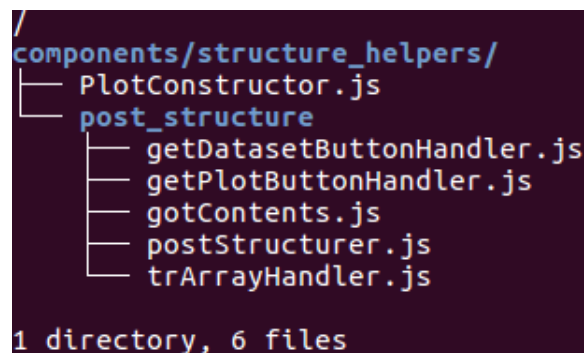 /
components/structure_helpers/
├── PlotConstructor.js
└── post_structure
    ├── getDatasetButtonHandler.js
    ├── getPlotButtonHandler.js
    ├── gotContents.js
    ├── postStructurer.js
    └── trArrayHandler.js
1 directory, 6 files